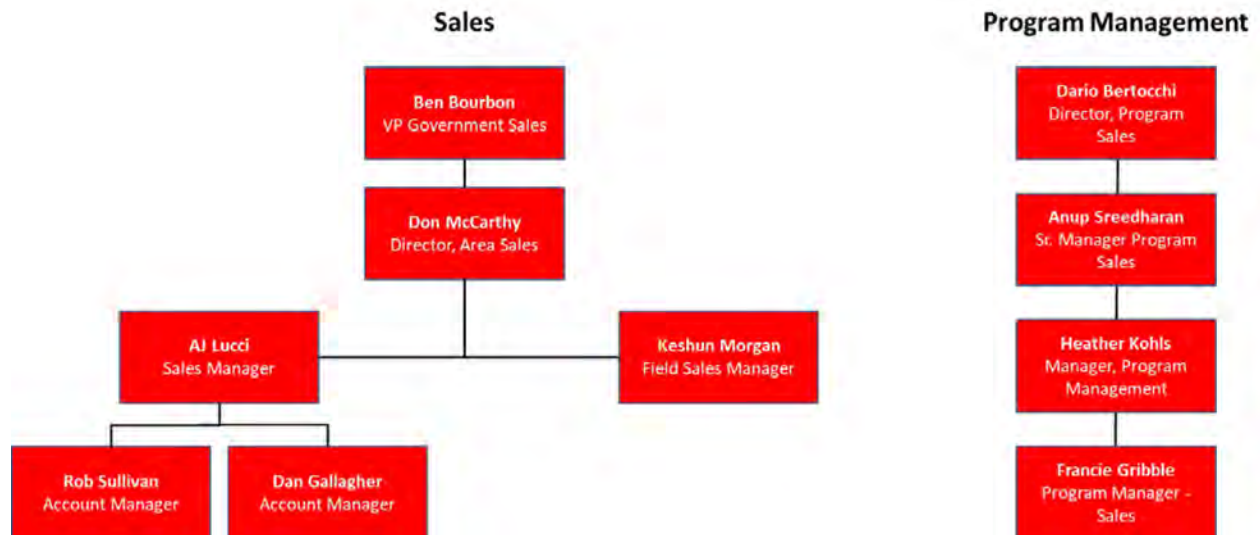 Sales
Program Management
Ben Bourbon
VP Government Sales
Don McCarthy
Director, Area Sales
AJ Lucci
Sales Manager
Keshun Morgan
Field Sales Manager
Rob Sullivan
Account Manager
Dan Gallagher
Account Manager
Dario Bertocchi
Director, Program
Sales
Anup Sreedharan
Sr. Manager Program
Sales
Heather Kohls
Manager, Program
Management
Francie Gribble
Program Manager -
Sales